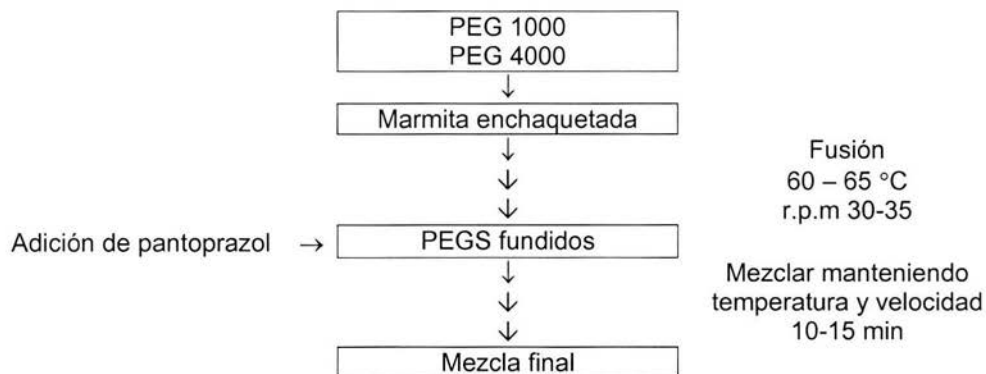 PEG 1000
PEG 4000
↓
Marmita enchaquetada
↓
↓
↓
Fusión
60 – 65 °C
r.p.m 30-35
Adición de pantoprazol → PEGS fundidos
↓
↓
↓
Mezclar manteniendo
temperatura y velocidad
10-15 min
Mezcla final